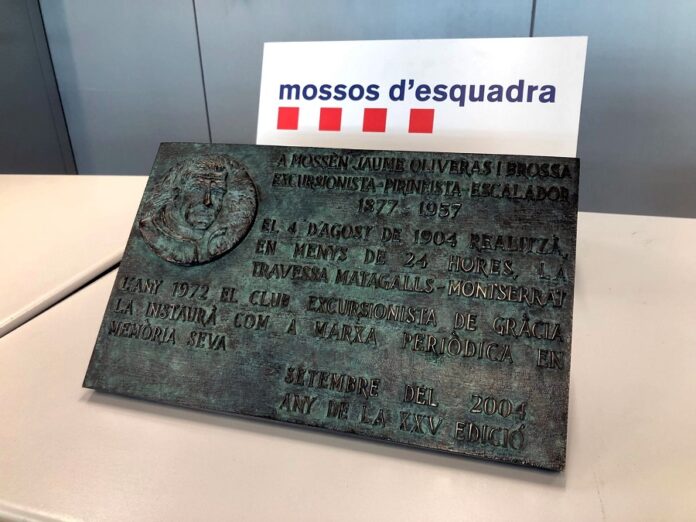 mossos d'esquadra
A MOSSÈN JAUME OLIVERAS I BROSSA
EXCURSIONISTA-PIRINEISTA-ESCALADOR
1877 - 1957
EL 4 D'AGOST DE 1904 REALITZÀ,
EN MENYS DE 24 HORES, LA
TRAVESSA MATAGALLS-MONTSERRAT
L'ANY 1972 EL CLUB EXCURSIONISTA DE GRÀCIA
LA INSTAURÀ COM A MARXA PERIÒDICA EN
MEMÒRIA SEVA
SETEMBRE DEL 2004
ANY DE LA XXV EDICIÓ